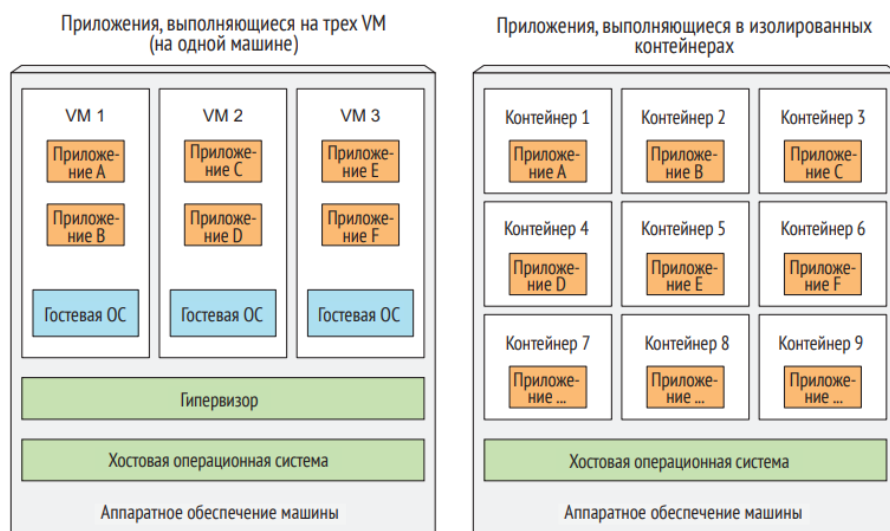 Приложения, выполняющиеся на трех VM
(на одной машине)
VM 1
Приложе-
ние A
Приложе-
ние B
Гостевая ОС
VM 2
Приложе-
ние C
Приложе-
ние D
Гостевая ОС
VM 3
Приложе-
ние E
Приложе-
ние F
Гостевая ОС
Гипервизор
Хостовая операционная система
Аппаратное обеспечение машины
Приложения, выполняющиеся в изолированных
контейнерах
Контейнер 1
Приложе-
ние A
Контейнер 2
Приложе-
ние B
Контейнер 3
Приложе-
ние C
Контейнер 4
Приложе-
ние D
Контейнер 5
Приложе-
ние E
Контейнер 6
Приложе-
ние F
Контейнер 7
Приложе-
ние ...
Контейнер 8
Приложе-
ние ...
Контейнер 9
Приложе-
ние ...
Хостовая операционная система
Аппаратное обеспечение машины